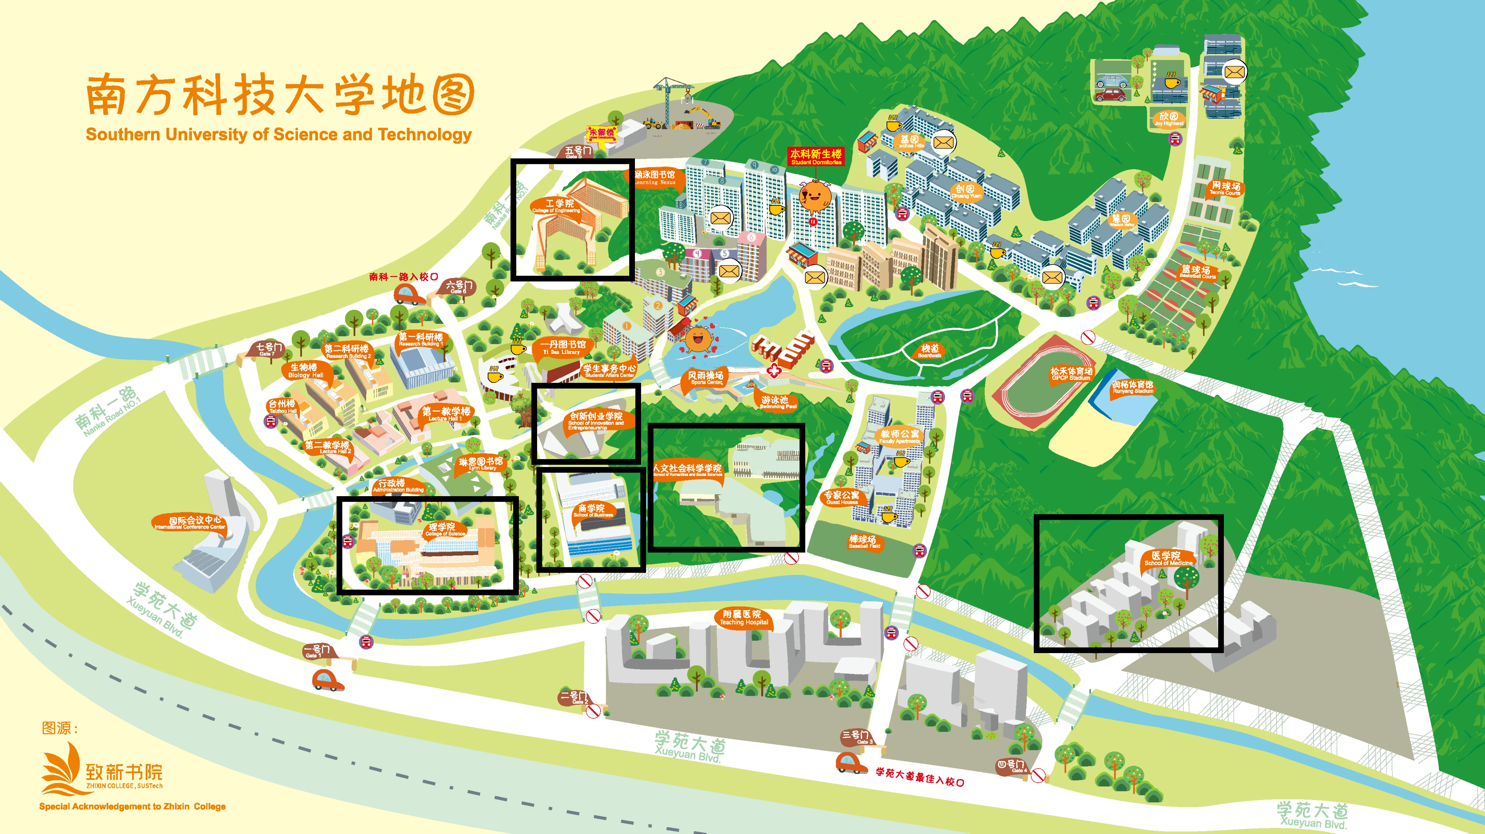 南方科技大学地图
Southern University of Science and Technology
五号门
涵泳图书馆
Learning Nexus
工学院
College of Engineering
本科新生楼
Student Dormitories
荔园
创园
慧园
欣园
Joy Highland
网球场
Tennis Courts
篮球场
Basketball Courts
南科一路入校口
六号门
Gate 6
七号门
Gate 7
南科一路
Nanke Road NO.1
第一科研楼
Research Building 1
第二科研楼
Research Building 2
生物楼
Biology Hall
台州楼
Taizhou Hall
第一教学楼
Lecture Hall 1
第二教学楼
Lecture Hall 2
琳恩图书馆
Lynn Library
行政楼
Administration Building
一丹图书馆
Yi Dan Library
学生事务中心
Students' Affairs Center
风雨操场
Sports Center
游泳池
Swimming Pool
栈道
Boardwalk
松禾体育场
GPCP Stadium
润杨体育馆
Runyang Stadium
创新创业学院
School of Innovation and
Entrepreneurship
人文社会科学学院
School of Humanities and Social Sciences
商学院
School of Business
理学院
College of Science
教师公寓
Faculty Apartments
专家公寓
Guest Houses
棒球场
Baseball Field
医学院
School of Medicine
国际会议中心
International Conference Center
附属医院
Teaching Hospital
学苑大道
Xueyuan Blvd.
一号门
Gate 1
二号门
三号门
Gate 3
四号门
Gate 4
学苑大道
Xueyuan Blvd.
学苑大道最佳入校口
学苑大道
Xueyuan Blvd.
图源：
致新书院
ZHIXIN COLLEGE, SUSTech
Special Acknowledgement to Zhixin College